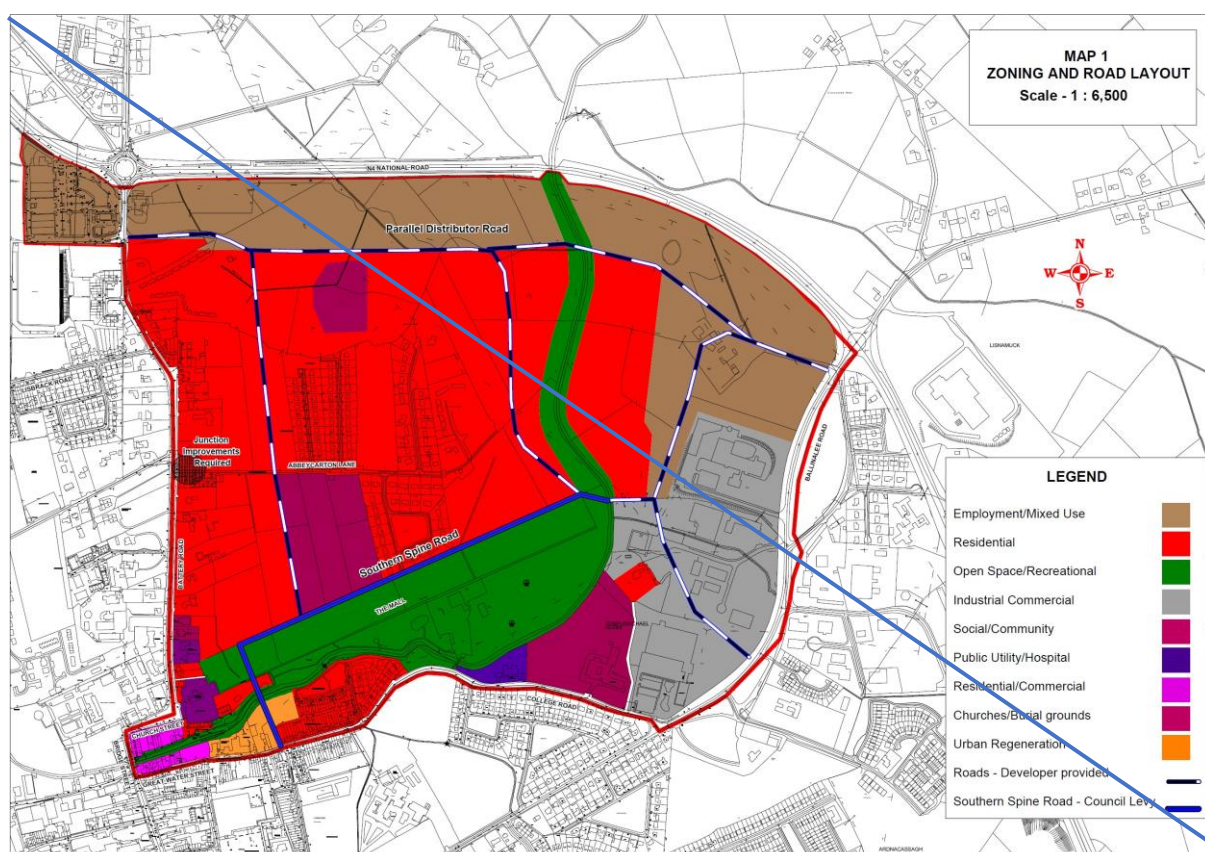 MAP 1
ZONING AND ROAD LAYOUT
Scale - 1 : 6,500
N4 NATIONAL ROAD
Parallel Distributor Road
N
W E
S
LISNAMUCK
Junction
Improvements
Required
ABBEYCARTON LANE
BALLINALEE ROAD
BATTERY ROAD
Southern Spine Road
THE MALL
COLLEGE ROAD
CHURCH STREET
GREAT WATER STREET
ARDNACASSAGH
LEGEND
Employment/Mixed Use
Residential
Open Space/Recreational
Industrial Commercial
Social/Community
Public Utility/Hospital
Residential/Commercial
Churches/Burial grounds
Urban Regeneration
Roads - Developer provided
Southern Spine Road - Council Levy